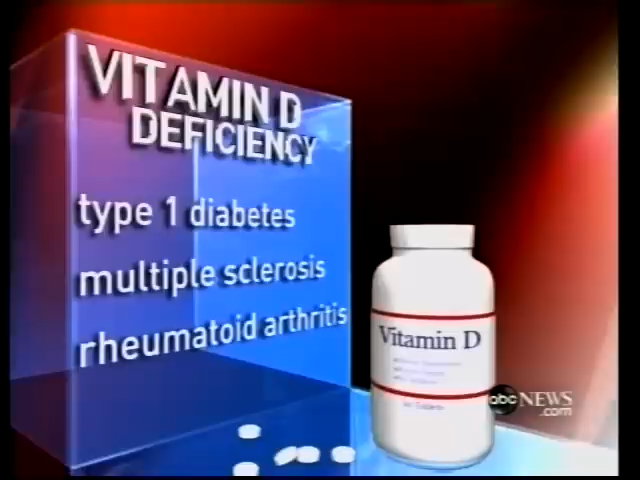 VITAMIN D
DEFICIENCY
type 1 diabetes
multiple sclerosis
rheumatoid arthritis
Vitamin D
abc NEWS
.com